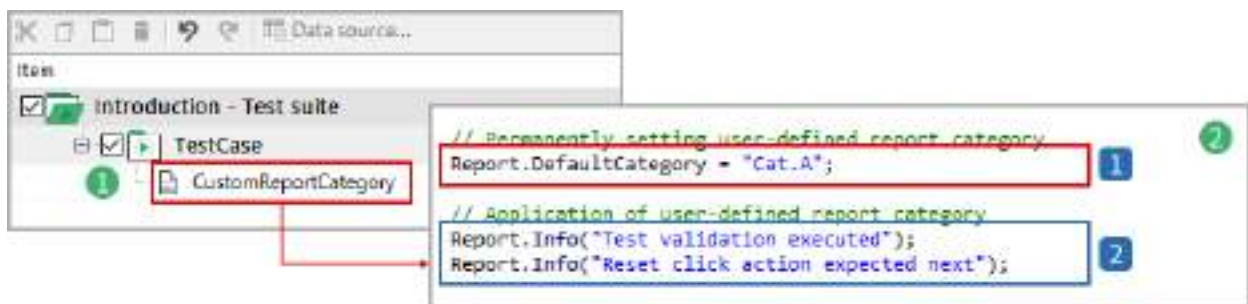 Data source...
Item
Introduction - Test suite
TestCase
1
CustomReportCategory
2
// Permanently setting user-defined report category
Report.DefaultCategory = "Cat.A";
1
// Application of user-defined report category
Report.Info("Test validation executed");
Report.Info("Reset click action expected next");
2